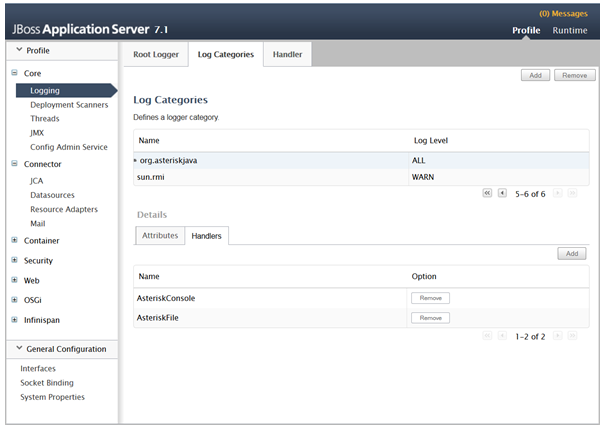 (0) Messages
JBoss Application Server 7.1
Profile Runtime
Profile
Core
Logging
Deployment Scanners
Threads
JMX
Config Admin Service
Connector
JCA
Datasources
Resource Adapters
Mail
Container
Security
Web
OSGi
Infinispan
General Configuration
Interfaces
Socket Binding
System Properties
Root Logger Log Categories Handler
Add Remove
Log Categories
Defines a logger category.
Name Log Level
org.asteriskjava ALL
sun.rmi WARN
5-6 of 6
Details
Attributes Handlers
Add
Name Option
AsteriskConsole Remove
AsteriskFile Remove
1-2 of 2